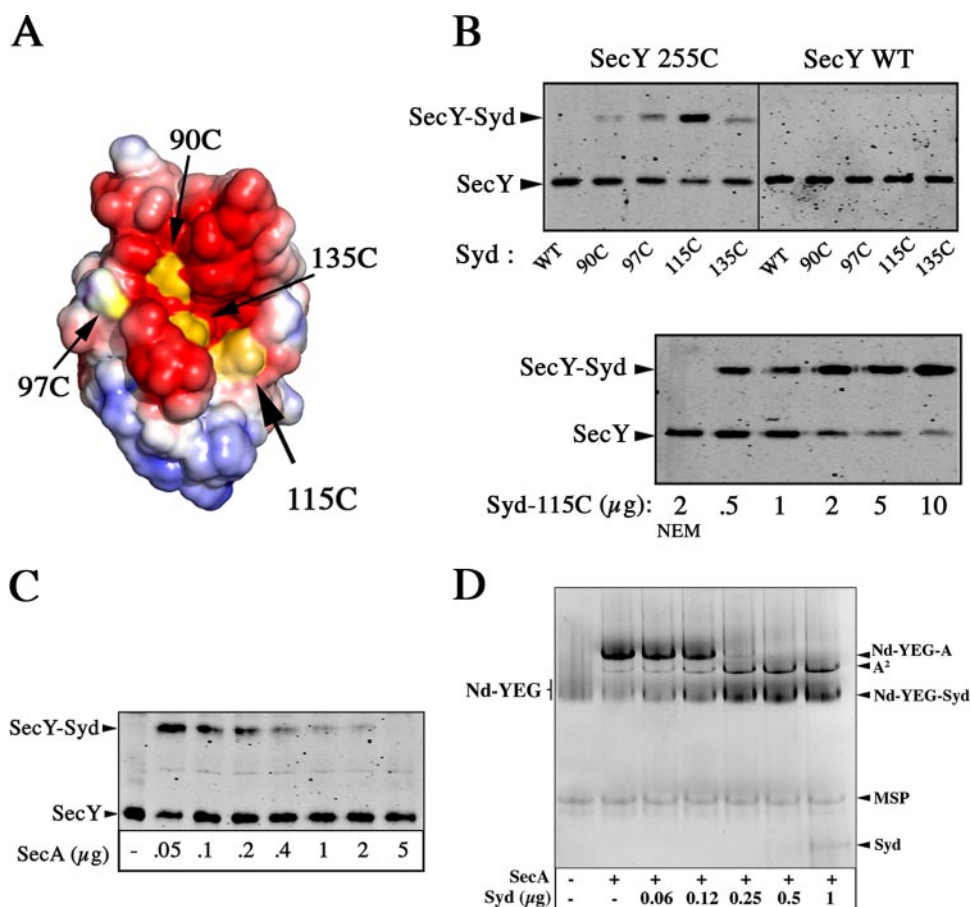 A
90C
135C
97C
115C
B
SecY 255C SecY WT
SecY-Syd
SecY
Syd : WT 90C 97C 115C 135C WT 90C 97C 115C 135C
SecY-Syd
SecY
Syd-115C (µg): 2 .5 1 2 5 10
NEM
C
SecY-Syd
SecY
SecA (µg) - .05 .1 .2 .4 1 2 5
D
Nd-YEG-A
A²
Nd-YEG
Nd-YEG-Syd
MSP
Syd
SecA - + + + + + +
Syd (µg) - - 0.06 0.12 0.25 0.5 1